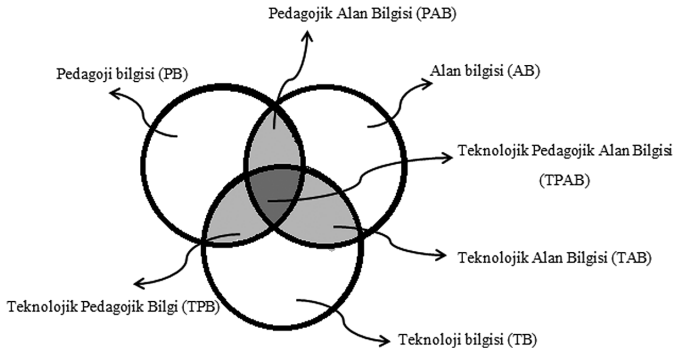 Pedagojik Alan Bilgisi (PAB)
Pedagoji bilgisi (PB)
Alan bilgisi (AB)
Teknolojik Pedagojik Alan Bilgisi
(TPAB)
Teknolojik Alan Bilgisi (TAB)
Teknolojik Pedagojik Bilgi (TPB)
Teknoloji bilgisi (TB)